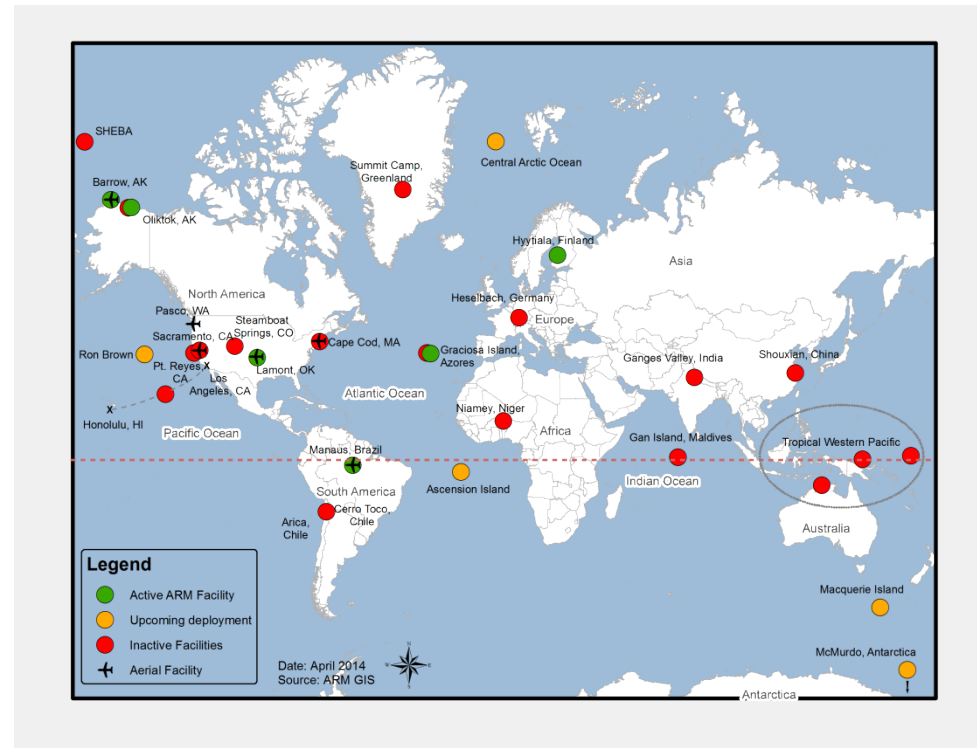 SHEBA
Central Arctic Ocean
Summit Camp,
Greenland
Barrow, AK
Oliktok, AK
Hyytiala, Finland
Asia
North America
Heselbach, Germany
Europe
Pasco, WA
Steamboat
Springs, CO
Sacramento, CA
Cape Cod, MA
Ron Brown
Pt. Reyes,
CA
Lamont, OK
Los
Angeles, CA
Graciosa Island,
Azores
Ganges Valley, India
Shouxian, China
Atlantic Ocean
x
x
Honolulu, HI
Pacific Ocean
Niamey, Niger
Africa
Gan Island, Maldives
Tropical Western Pacific
Manaus, Brazil
Ascension Island
Indian Ocean
South America
Cerro Toco,
Chile
Arica,
Chile
Australia
Legend
Active ARM Facility
Upcoming deployment
Inactive Facilities
Aerial Facility
Macquerie Island
McMurdo, Antarctica
Date: April 2014
Source: ARM GIS
N
W
E
S
Antarctica